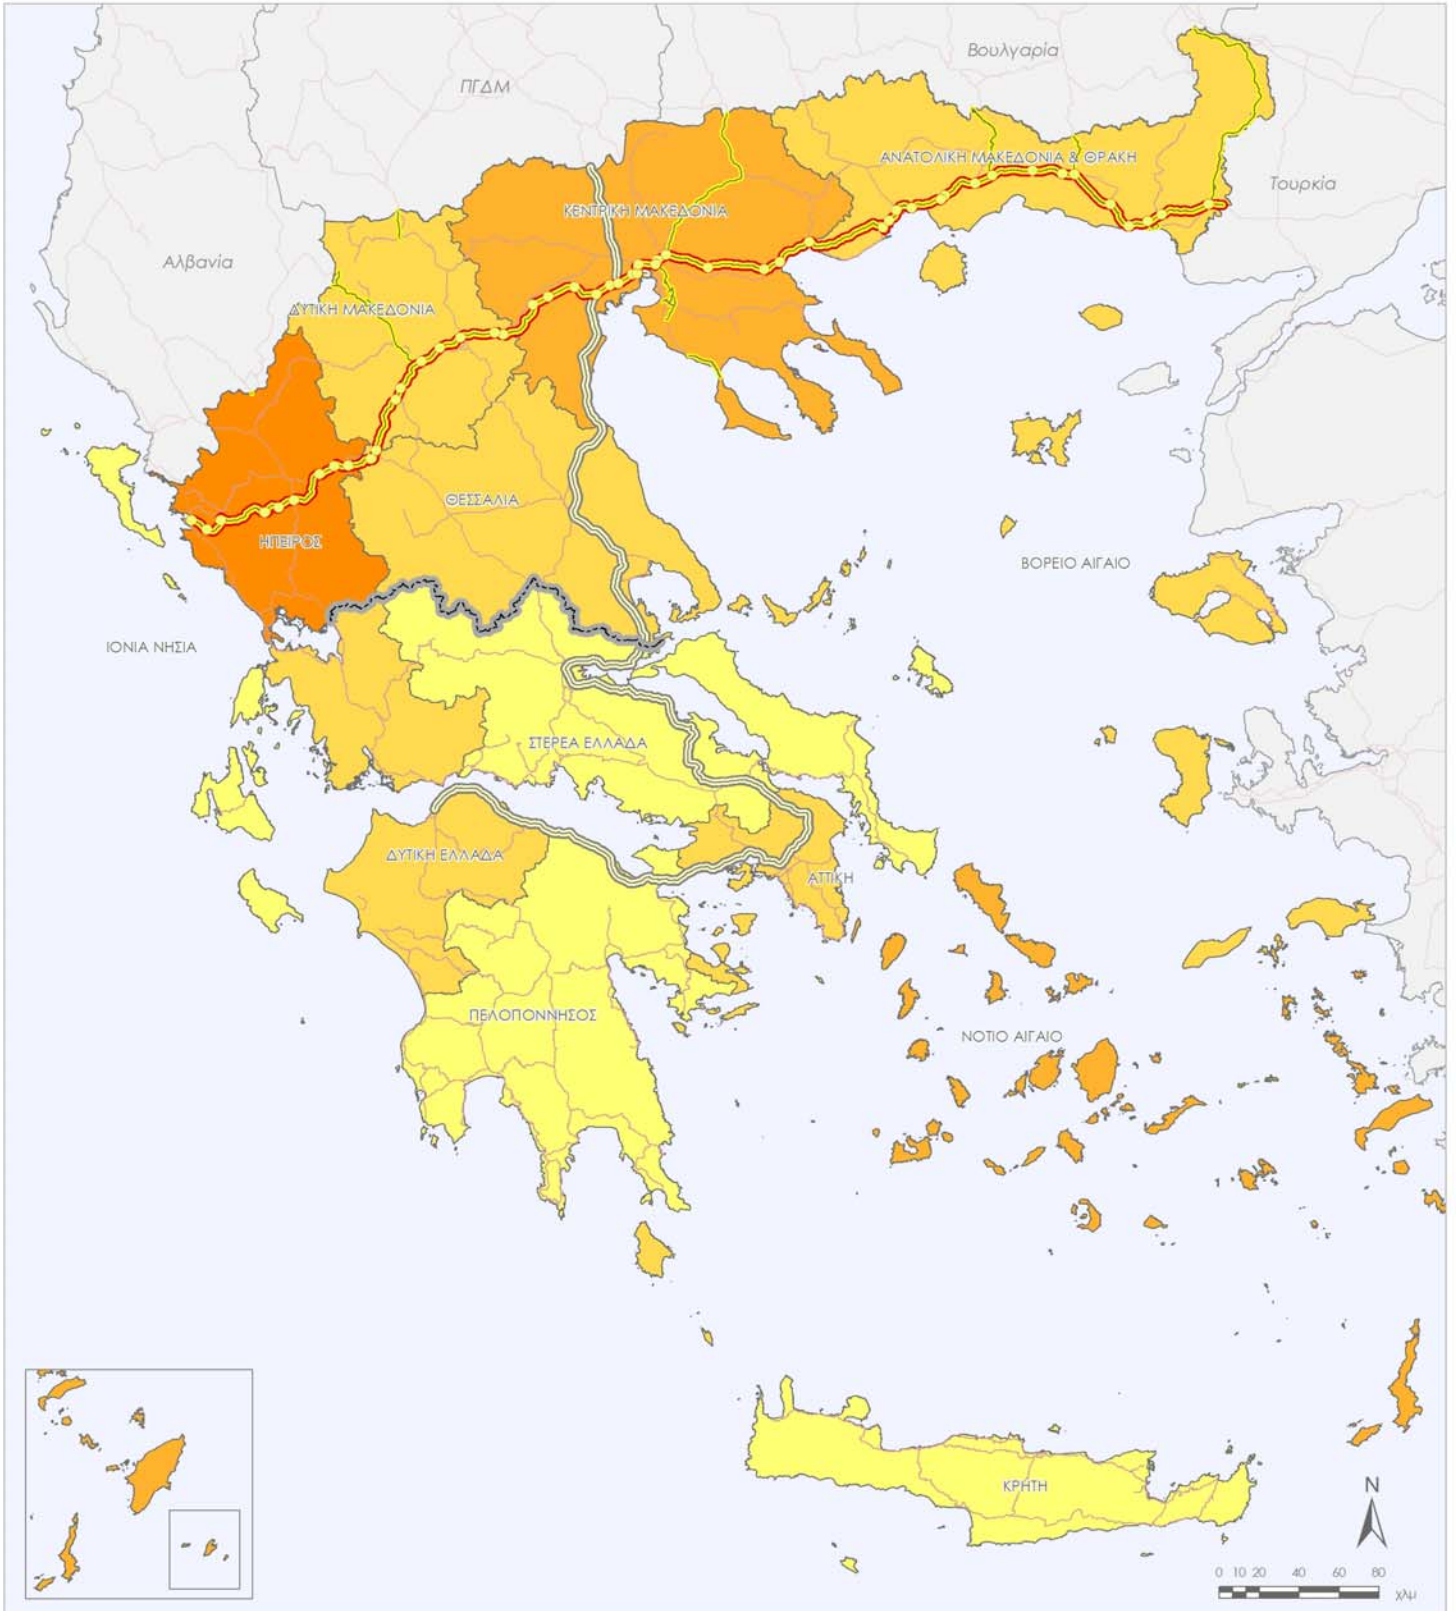 Βουλγαρία
ΠΓΔΜ
ΑΝΑΤΟΛΙΚΗ ΜΑΚΕΔΟΝΙΑ & ΘΡΑΚΗ
Τουρκία
ΚΕΝΤΡΙΚΗ ΜΑΚΕΔΟΝΙΑ
Αλβανία
ΔΥΤΙΚΗ ΜΑΚΕΔΟΝΙΑ
ΘΕΣΣΑΛΙΑ
ΗΠΕΙΡΟΣ
ΒΟΡΕΙΟ ΑΙΓΑΙΟ
ΙΟΝΙΑ ΝΗΣΙΑ
ΣΤΕΡΕΑ ΕΛΛΑΔΑ
ΔΥΤΙΚΗ ΕΛΛΑΔΑ
ΑΤΤΙΚΗ
ΠΕΛΟΠΟΝΝΗΣΟΣ
ΝΟΤΙΟ ΑΙΓΑΙΟ
ΚΡΗΤΗ
N
0 10 20 40 60 80
χλμ